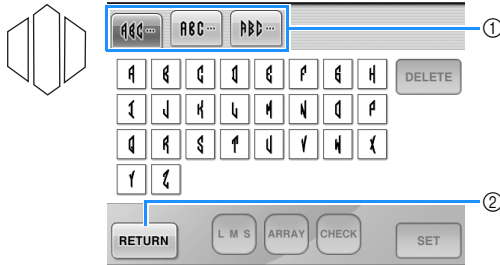 ABC... ABC... ABC... ①
A B C D E F G H DELETE
I J K L M N O P
Q R S T U V W X
Y Z
②
RETURN L M S ARRAY CHECK SET